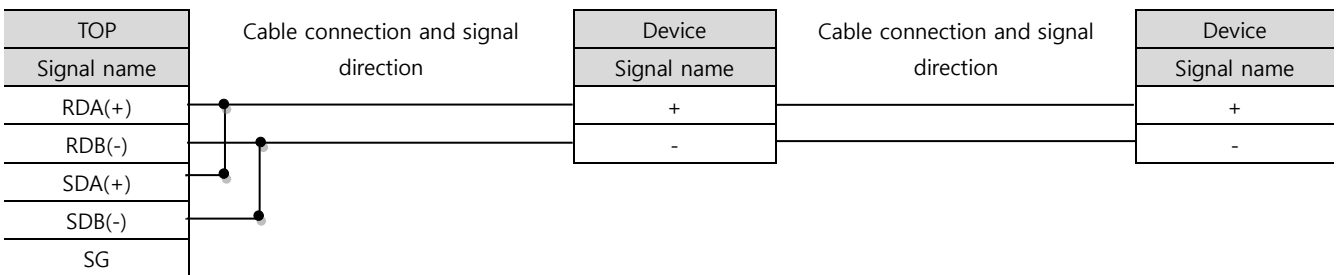 TOP Cable connection and signal direction Device Cable connection and signal direction Device
Signal name Signal name Signal name
RDA(+) + +
RDB(-) - -
SDA(+)
SDB(-)
SG